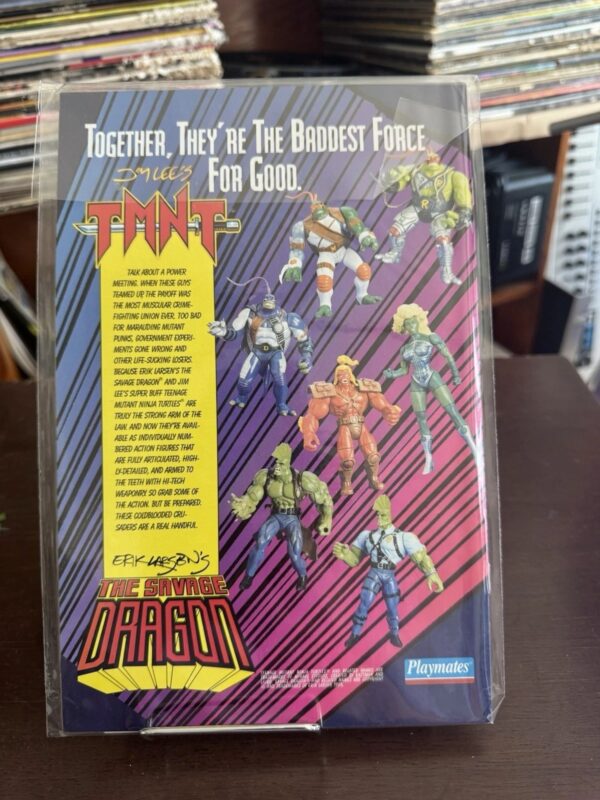 TOGETHER, THEY'RE THE BADDEST FORCE
FOR GOOD.
JIM LEE'S
TMNT
TALK ABOUT A POWER
MEETING. WHEN THESE GUYS
TEAMED UP, THE PAYOFF WAS
THE MOST MUSCULAR CRIME-
FIGHTING UNION EVER. TOO BAD
FOR MARAUDING MUTANT
PUNKS, GOVERNMENT EXPERI-
MENTS GONE WRONG AND
OTHER LIFE-SUCKING LOSERS.
BECAUSE ERIK LARSEN'S THE
SAVAGE DRAGON™ AND JIM
LEE'S SUPER BUFF TEENAGE
MUTANT NINJA TURTLES™ ARE
TRULY THE STRONG ARM OF THE
LAW. AND NOW THEY'RE AVAIL-
ABLE AS INDIVIDUALLY NUM-
BERED ACTION FIGURES THAT
ARE FULLY ARTICULATED, HIGH-
LY-DETAILED, AND ARMED TO
THE TEETH WITH HI-TECH
WEAPONRY. SO GRAB SOME OF
THE ACTION. BUT BE PREPARED.
THESE COLDBLOODED CRU-
SADERS ARE A REAL HANDFUL.
ERIK LARSEN'S
THE SAVAGE
DRAGON
Playmates